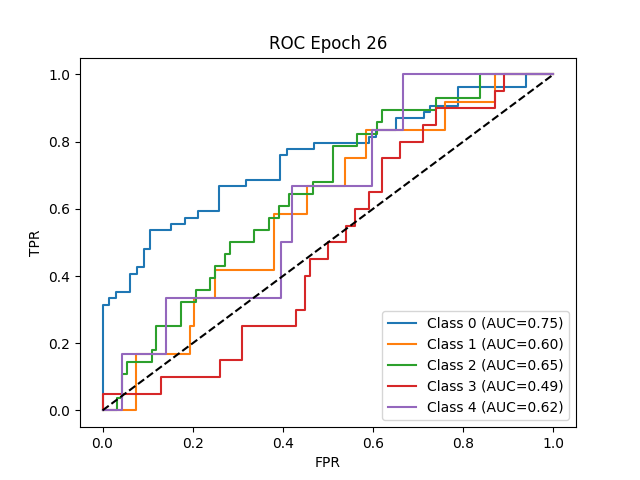 ROC Epoch 26
1.0
0.8
0.6
0.4
0.2
0.0
TPR
0.0 0.2 0.4 0.6 0.8 1.0
FPR
Class 0 (AUC=0.75)
Class 1 (AUC=0.60)
Class 2 (AUC=0.65)
Class 3 (AUC=0.49)
Class 4 (AUC=0.62)